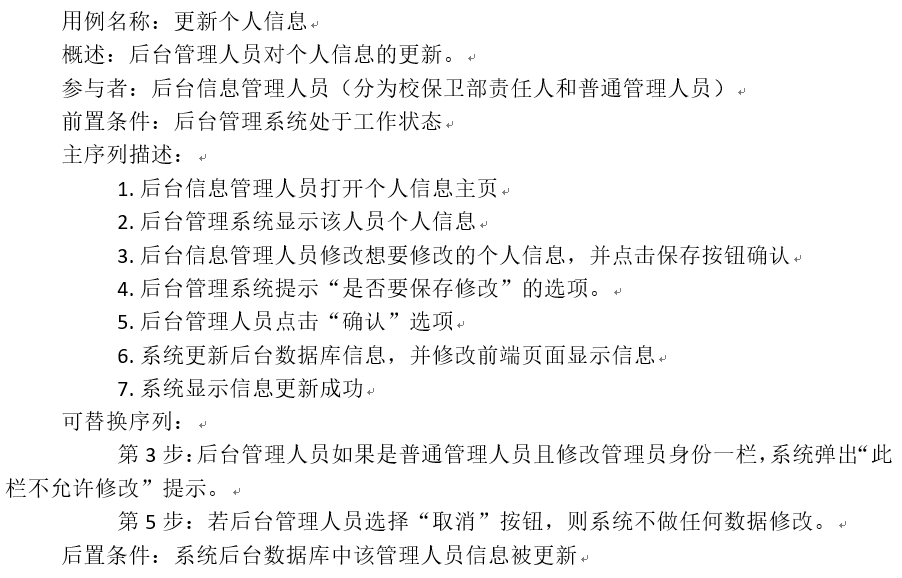 用例名称：更新个人信息
概述：后台管理人员对个人信息的更新。
参与者：后台信息管理人员（分为校保卫部责任人和普通管理人员）
前置条件：后台管理系统处于工作状态
主序列描述：
1. 后台信息管理人员打开个人信息主页
2. 后台管理系统显示该人员个人信息
3. 后台信息管理人员修改想要修改的个人信息，并点击保存按钮确认
4. 后台管理系统提示“是否要保存修改”的选项。
5. 后台管理人员点击“确认”选项
6. 系统更新后台数据库信息，并修改前端页面显示信息
7. 系统显示信息更新成功
可替换序列：
第 3 步：后台管理人员如果是普通管理人员且修改管理员身份一栏，系统弹出“此
栏不允许修改”提示。
第 5 步：若后台管理人员选择“取消”按钮，则系统不做任何数据修改。
后置条件：系统后台数据库中该管理人员信息被更新